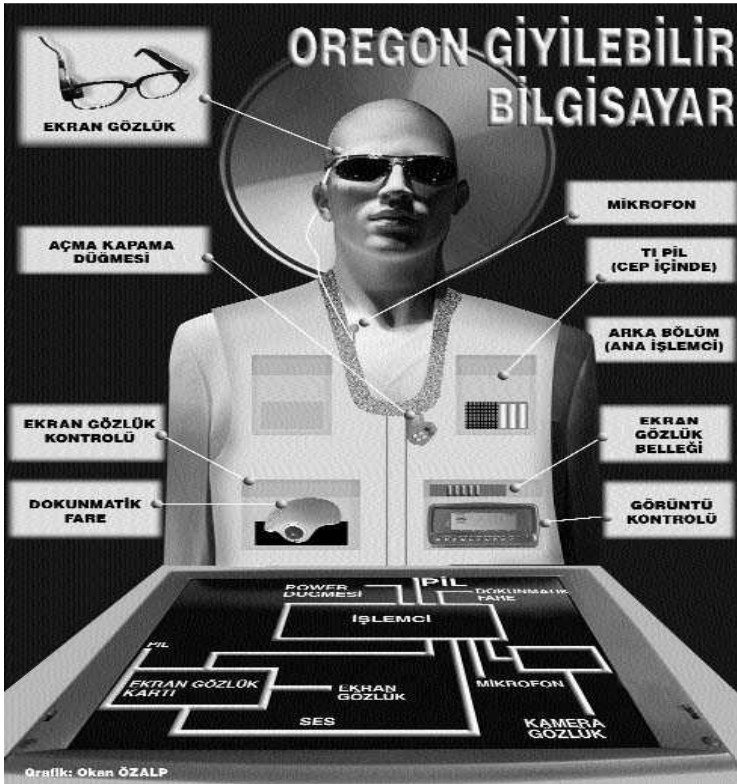 OREGON GİYİLEBİLİR
BİLGİSAYAR
EKRAN GÖZLÜK
MİKROFON
AÇMA KAPAMA
DÜĞMESİ
TI PİL
(CEP İÇİNDE)
ARKA BÖLÜM
(ANA İŞLEMCİ)
EKRAN GÖZLÜK
KONTROLÜ
EKRAN
GÖZLÜK
BELLEĞİ
DOKUNMATİK
FARE
GÖRÜNTÜ
KONTROLÜ
POWER
DÜĞMESİ
PİL
DOKUNMATİK
FARE
İŞLEMCİ
PİL
EKRAN GÖZLÜK
KARTI
EKRAN
GÖZLÜK
MİKROFON
SES
KAMERA
GÖZLÜK
Grafik: Okan ÖZALP